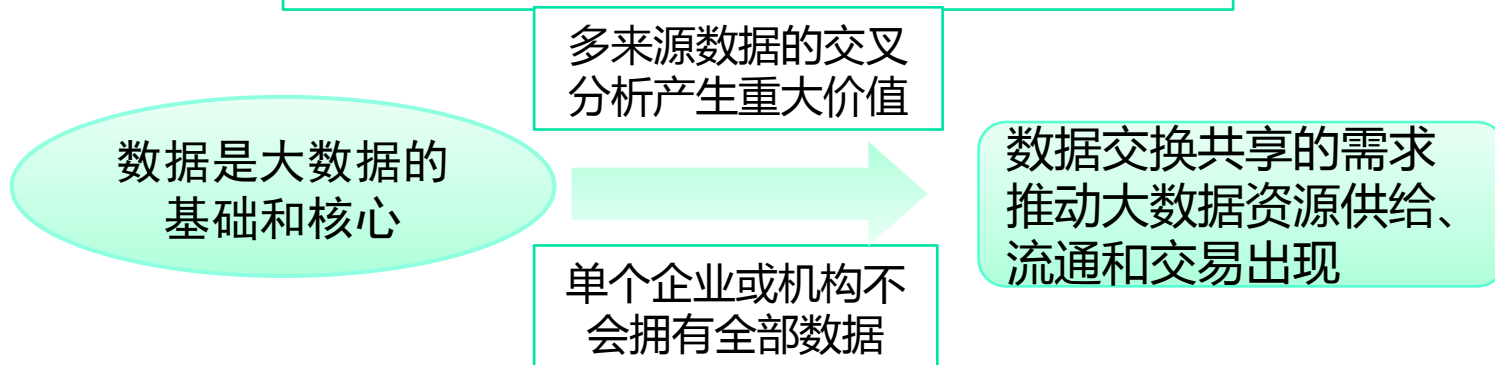 多来源数据的交叉
分析产生重大价值
数据是大数据的
基础和核心
数据交换共享的需求
推动大数据资源供给、
流通和交易出现
单个企业或机构不
会拥有全部数据